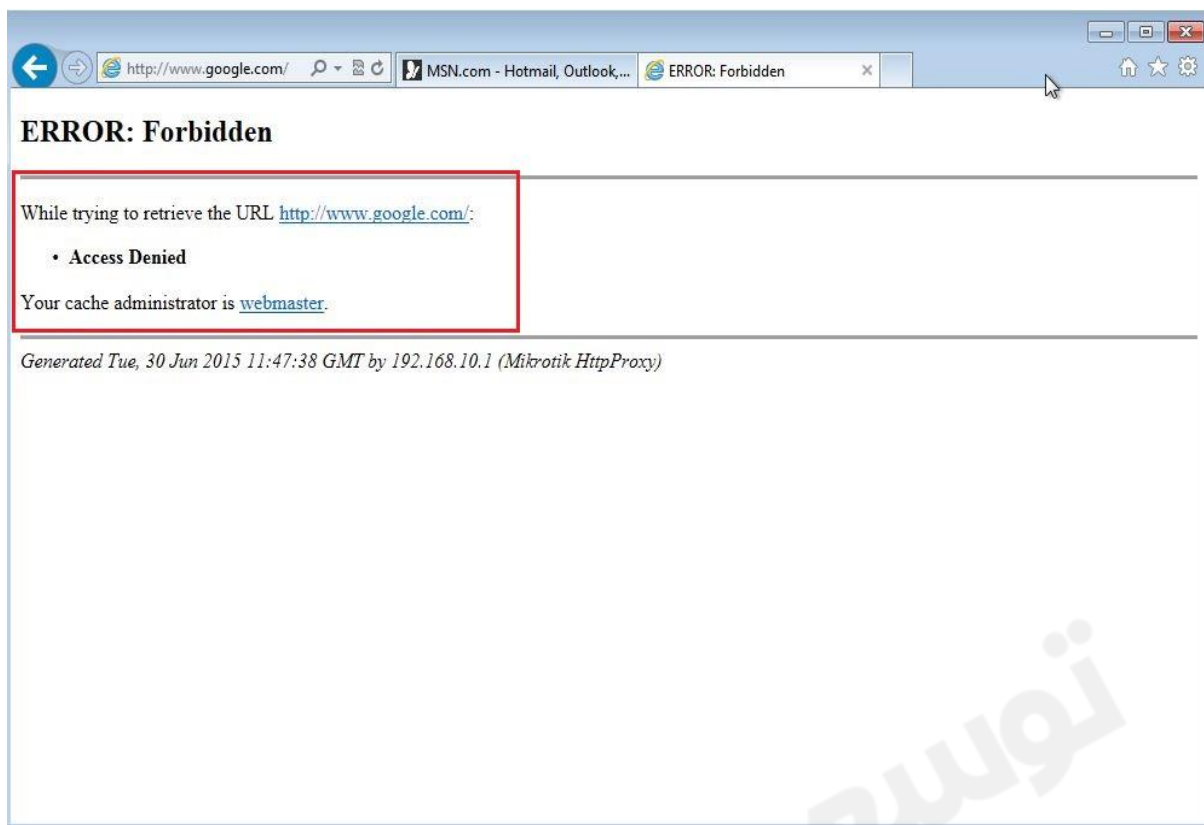 http://www.google.com/
MSN.com - Hotmail, Outlook,...
ERROR: Forbidden
ERROR: Forbidden
While trying to retrieve the URL http://www.google.com/:
• Access Denied
Your cache administrator is webmaster.
Generated Tue, 30 Jun 2015 11:47:38 GMT by 192.168.10.1 (Mikrotik HttpProxy)